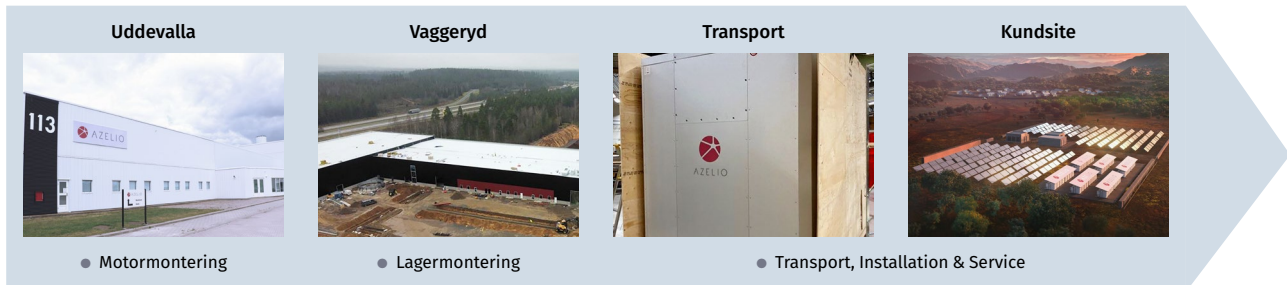 Uddevalla
Vaggeryd
Transport
Kundsite
113
AZELIO
AZELIO
Motormontering
Lagermontering
Transport, Installation & Service